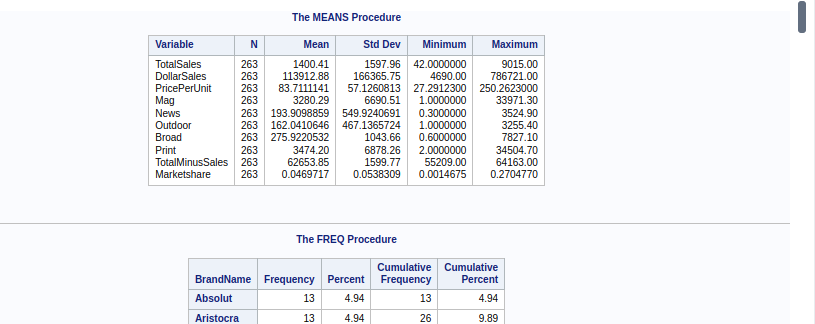 The MEANS Procedure
Variable N Mean Std Dev Minimum Maximum
TotalSales 263 1400.41 1597.96 42.0000000 9015.00
DollarSales 263 113912.88 166365.75 4690.00 786721.00
PricePerUnit 263 83.7111141 57.1260813 27.2912300 250.2623000
Mag 263 3280.29 6690.51 1.0000000 33971.30
News 263 193.9098859 549.9240691 0.3000000 3524.90
Outdoor 263 162.0410646 467.1365724 1.0000000 3255.40
Broad 263 275.9220532 1043.66 0.6000000 7827.10
Print 263 3474.20 6878.26 2.0000000 34504.70
TotalMinusSales 263 62653.85 1599.77 55209.00 64163.00
Marketshare 263 0.0469717 0.0538309 0.0014675 0.2704770
The FREQ Procedure
BrandName Frequency Percent Cumulative Frequency Cumulative Percent
Absolut 13 4.94 13 4.94
Aristocra 13 4.94 26 9.89